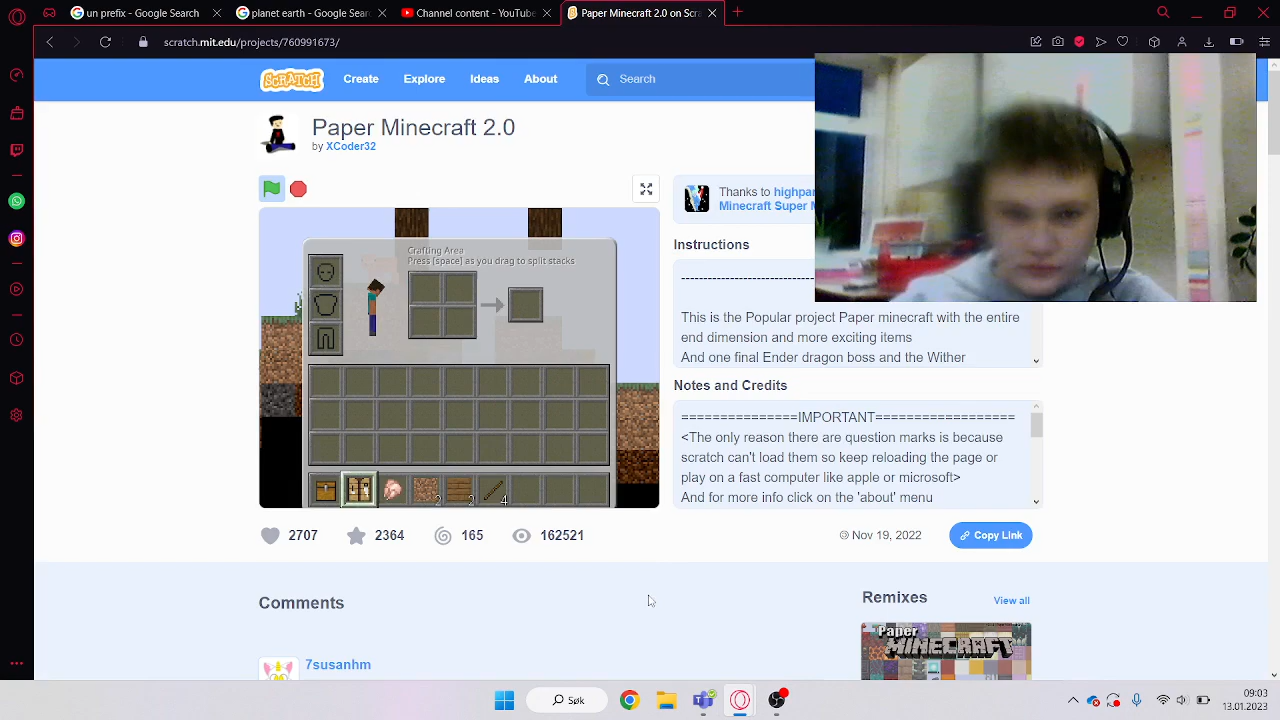 un prefix - Google Search
planet earth - Google Searc
Channel content - YouTube
Paper Minecraft 2.0 on Scra
scratch.mit.edu/projects/760991673/
SCRATCH
Create
Explore
Ideas
About
Search
Paper Minecraft 2.0
by XCoder32
Thanks to highpar
Minecraft Super M
Crafting Area
Press [space] as you drag to split stacks
2
2
4
Instructions
This is the Popular project Paper minecraft with the entire
end dimension and more exciting items
And one final Ender dragon boss and the Wither
Notes and Credits
===============IMPORTANT==================
<The only reason there are question marks is because
scratch can't load them so keep reloading the page or
play on a fast computer like apple or microsoft>
And for more info click on the 'about' menu
2707
2364
165
162521
© Nov 19, 2022
Copy Link
Comments
7susanhm
Remixes
View all
Paper
MINECRAFT
Søk
09:03
13.01.2023